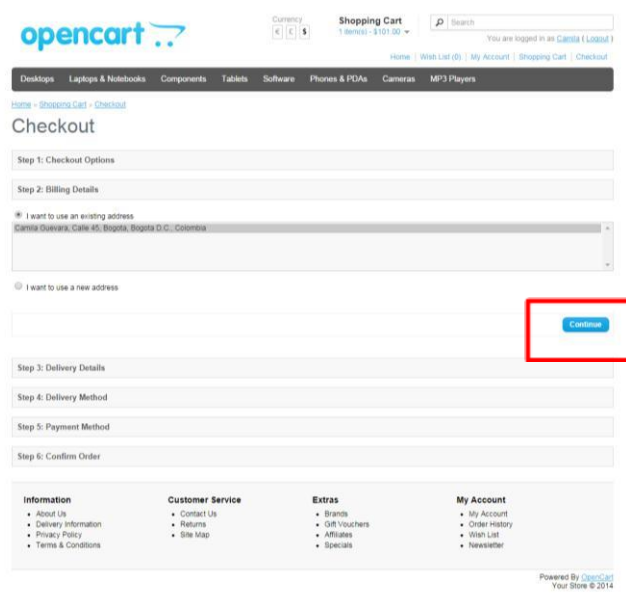 opencart
Currency
€ £ $
Shopping Cart
1 item(s) - $101.00
Search
You are logged in as Camila ( Logout )
Home | Wish List (0) | My Account | Shopping Cart | Checkout
Desktops Laptops & Notebooks Components Tablets Software Phones & PDAs Cameras MP3 Players
Home » Shopping Cart » Checkout
Checkout
Step 1: Checkout Options
Step 2: Billing Details
I want to use an existing address
Camila Guevara, Calle 45, Bogota, Bogota D.C., Colombia
I want to use a new address
Continue
Step 3: Delivery Details
Step 4: Delivery Method
Step 5: Payment Method
Step 6: Confirm Order
Information
• About Us
• Delivery Information
• Privacy Policy
• Terms & Conditions
Customer Service
• Contact Us
• Returns
• Site Map
Extras
• Brands
• Gift Vouchers
• Affiliates
• Specials
My Account
• My Account
• Order History
• Wish List
• Newsletter
Powered By OpenCart
Your Store © 2014